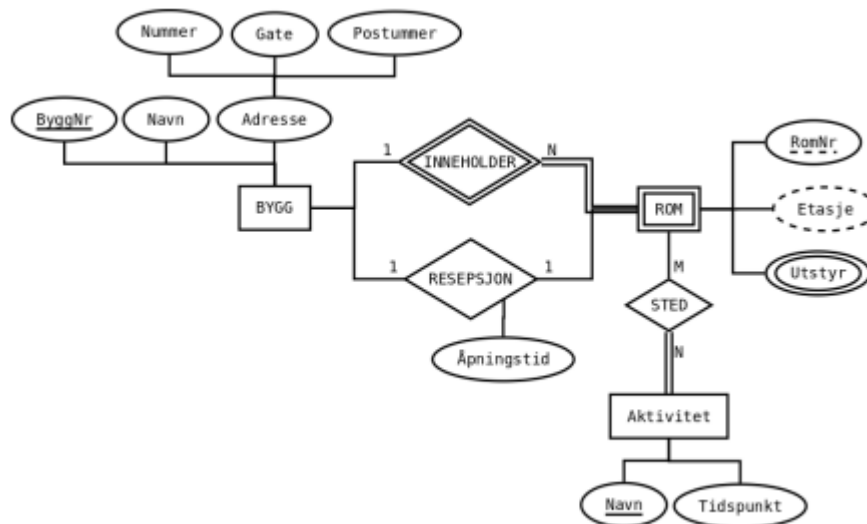 Nummer Gate Postummer
ByggNr Navn Adresse
1 INNEHOLDER N
RomNr
BYGG ROM Etasje
1 RESEPSJON 1 M Utstyr
STED
Åpningstid N
Aktivitet
Navn Tidspunkt